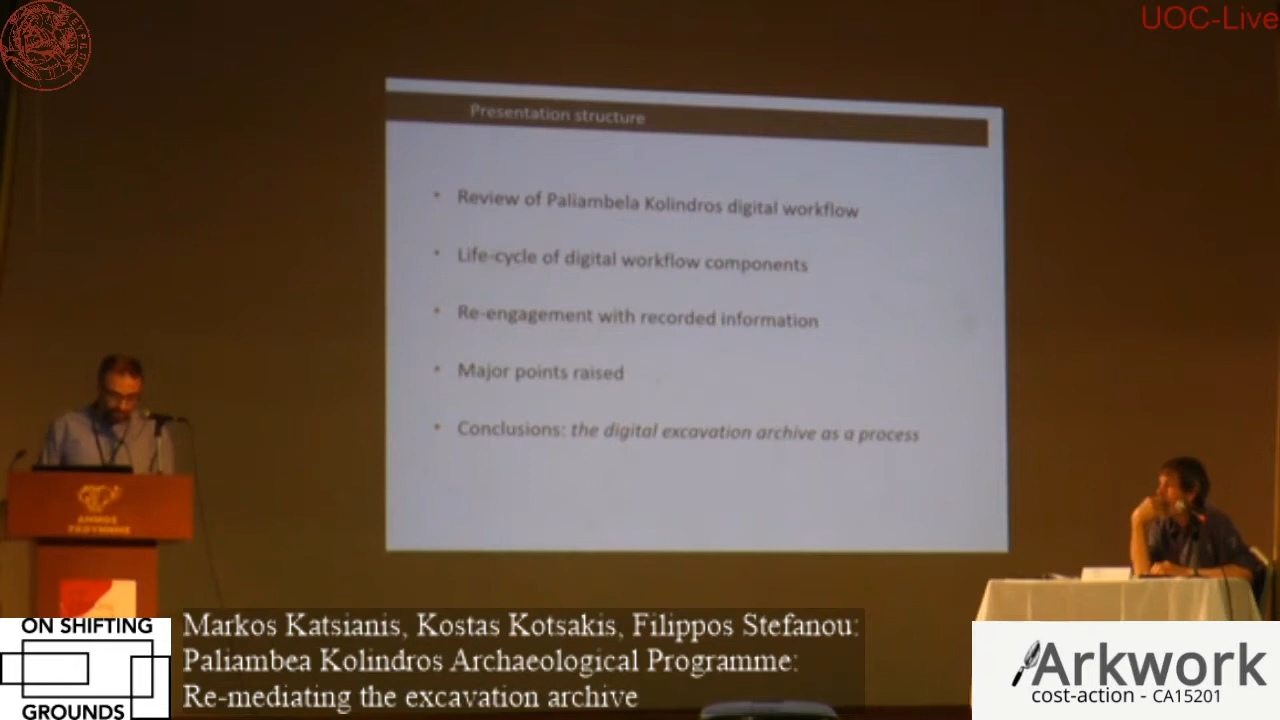 UOC-Live
Presentation structure
• Review of Paliambela Kolindros digital workflow
• Life-cycle of digital workflow components
• Re-engagement with recorded information
• Major points raised
• Conclusions: the digital excavation archive as a process
ΔΗΜΟΣ
ΡΕΘΥΜΝΗΣ
ON SHIFTING
GROUNDS
Markos Katsianis, Kostas Kotsakis, Filippos Stefanou:
Paliambea Kolindros Archaeological Programme:
Re-mediating the excavation archive
Arkwork
cost-action - CA15201